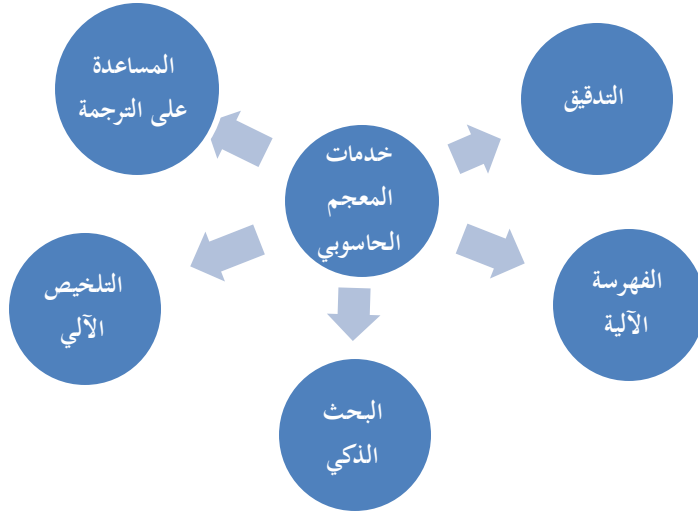 المساعدة
على الترجمة
التدقيق
خدمات
المعجم
الحاسوبي
التلخيص
الآلي
الفهرسة
الآلية
البحث
الذكي